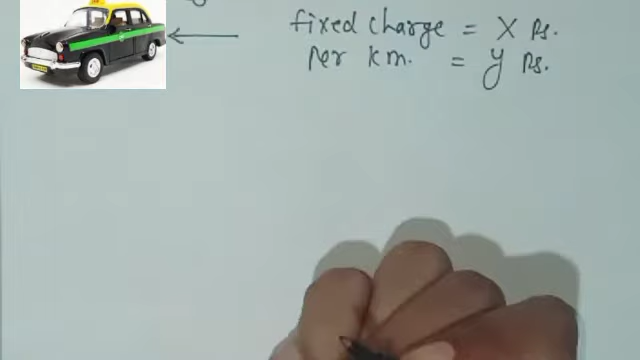 fixed charge = X Rs.
Per km. = y Rs.